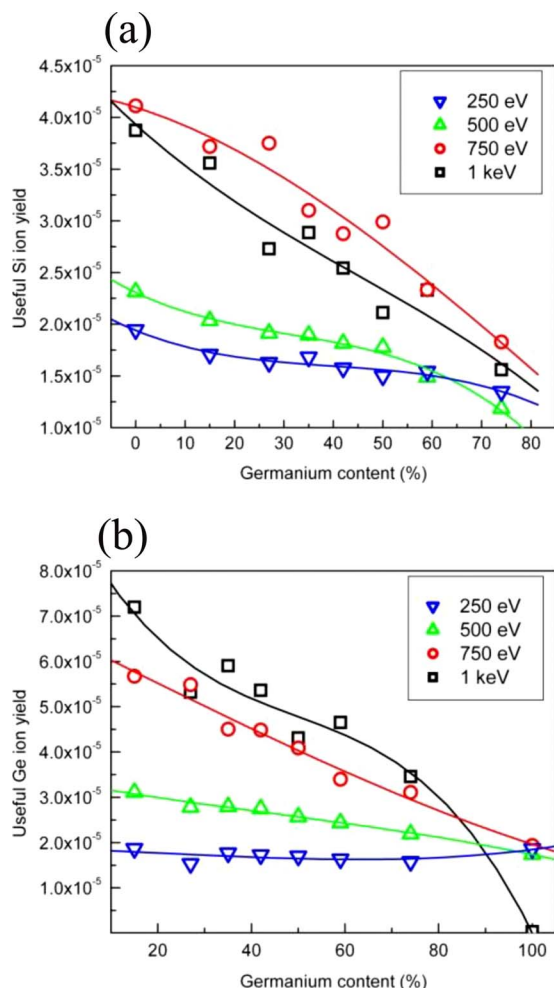 (a)
4.5x10⁻⁵
4.0x10⁻⁵
3.5x10⁻⁵
3.0x10⁻⁵
2.5x10⁻⁵
2.0x10⁻⁵
1.5x10⁻⁵
1.0x10⁻⁵
Useful Si ion yield
250 eV
500 eV
750 eV
1 keV
0 10 20 30 40 50 60 70 80
Germanium content (%)
(b)
8.0x10⁻⁵
7.0x10⁻⁵
6.0x10⁻⁵
5.0x10⁻⁵
4.0x10⁻⁵
3.0x10⁻⁵
2.0x10⁻⁵
1.0x10⁻⁵
Useful Ge ion yield
250 eV
500 eV
750 eV
1 keV
20 40 60 80 100
Germanium content (%)